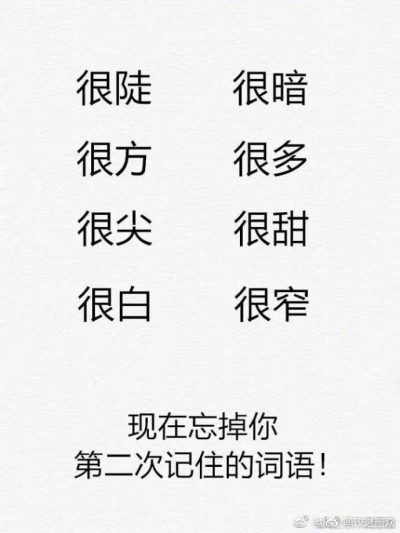 很陡 很暗
很方 很多
很尖 很甜
很白 很窄
现在忘掉你
第二次记住的词语！